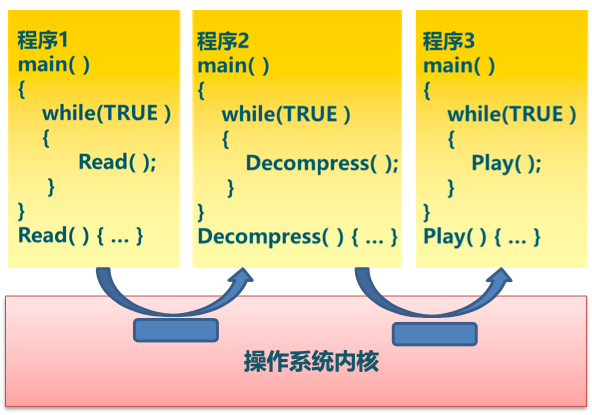 程序1
main( )
{
while(TRUE )
{
Read( );
}
}
Read( ) { ... }
程序2
main( )
{
while(TRUE )
{
Decompress( );
}
}
Decompress( ) { ... }
程序3
main( )
{
while(TRUE )
{
Play( );
}
}
Play( ) { ... }
操作系统内核